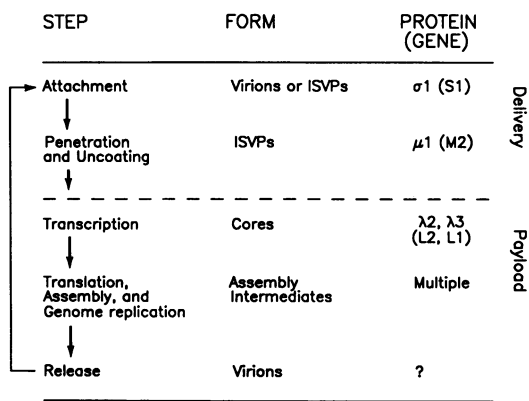 STEP FORM PROTEIN
(GENE)
Attachment Virions or ISVPs σ1 (S1)
Penetration ISVPs μ1 (M2)
and Uncoating
Delivery
Transcription Cores λ2, λ3
(L2, L1)
Translation, Assembly Multiple
Assembly, and Intermediates
Genome replication
Release Virions ?
Payload